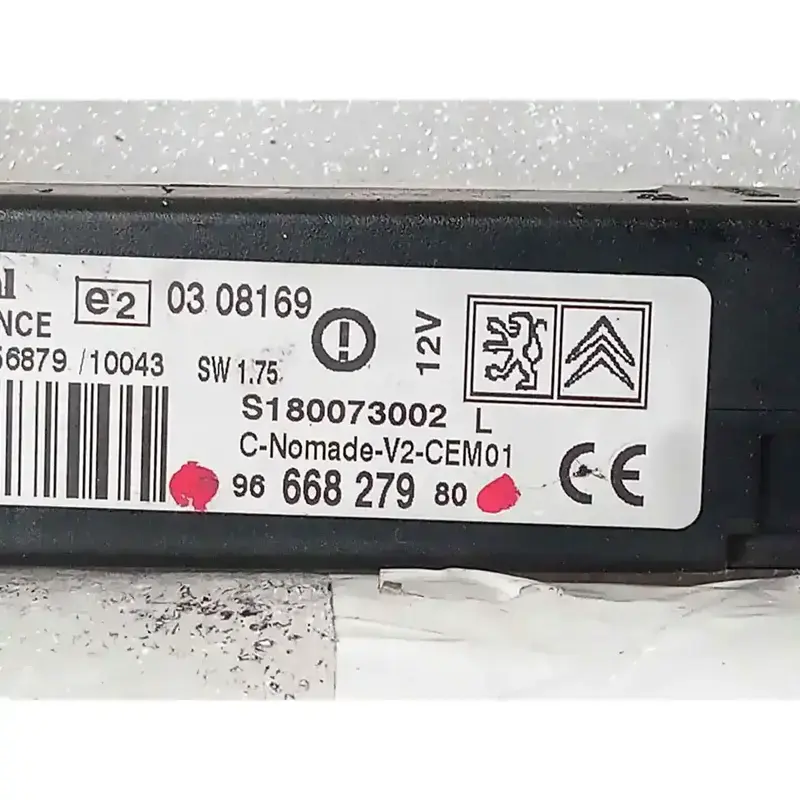 e2 03 08169
NCE
56879 /10043 SW 1.75
12V
S180073002 L
C-Nomade-V2-CEM01
96 668 279 80
CE